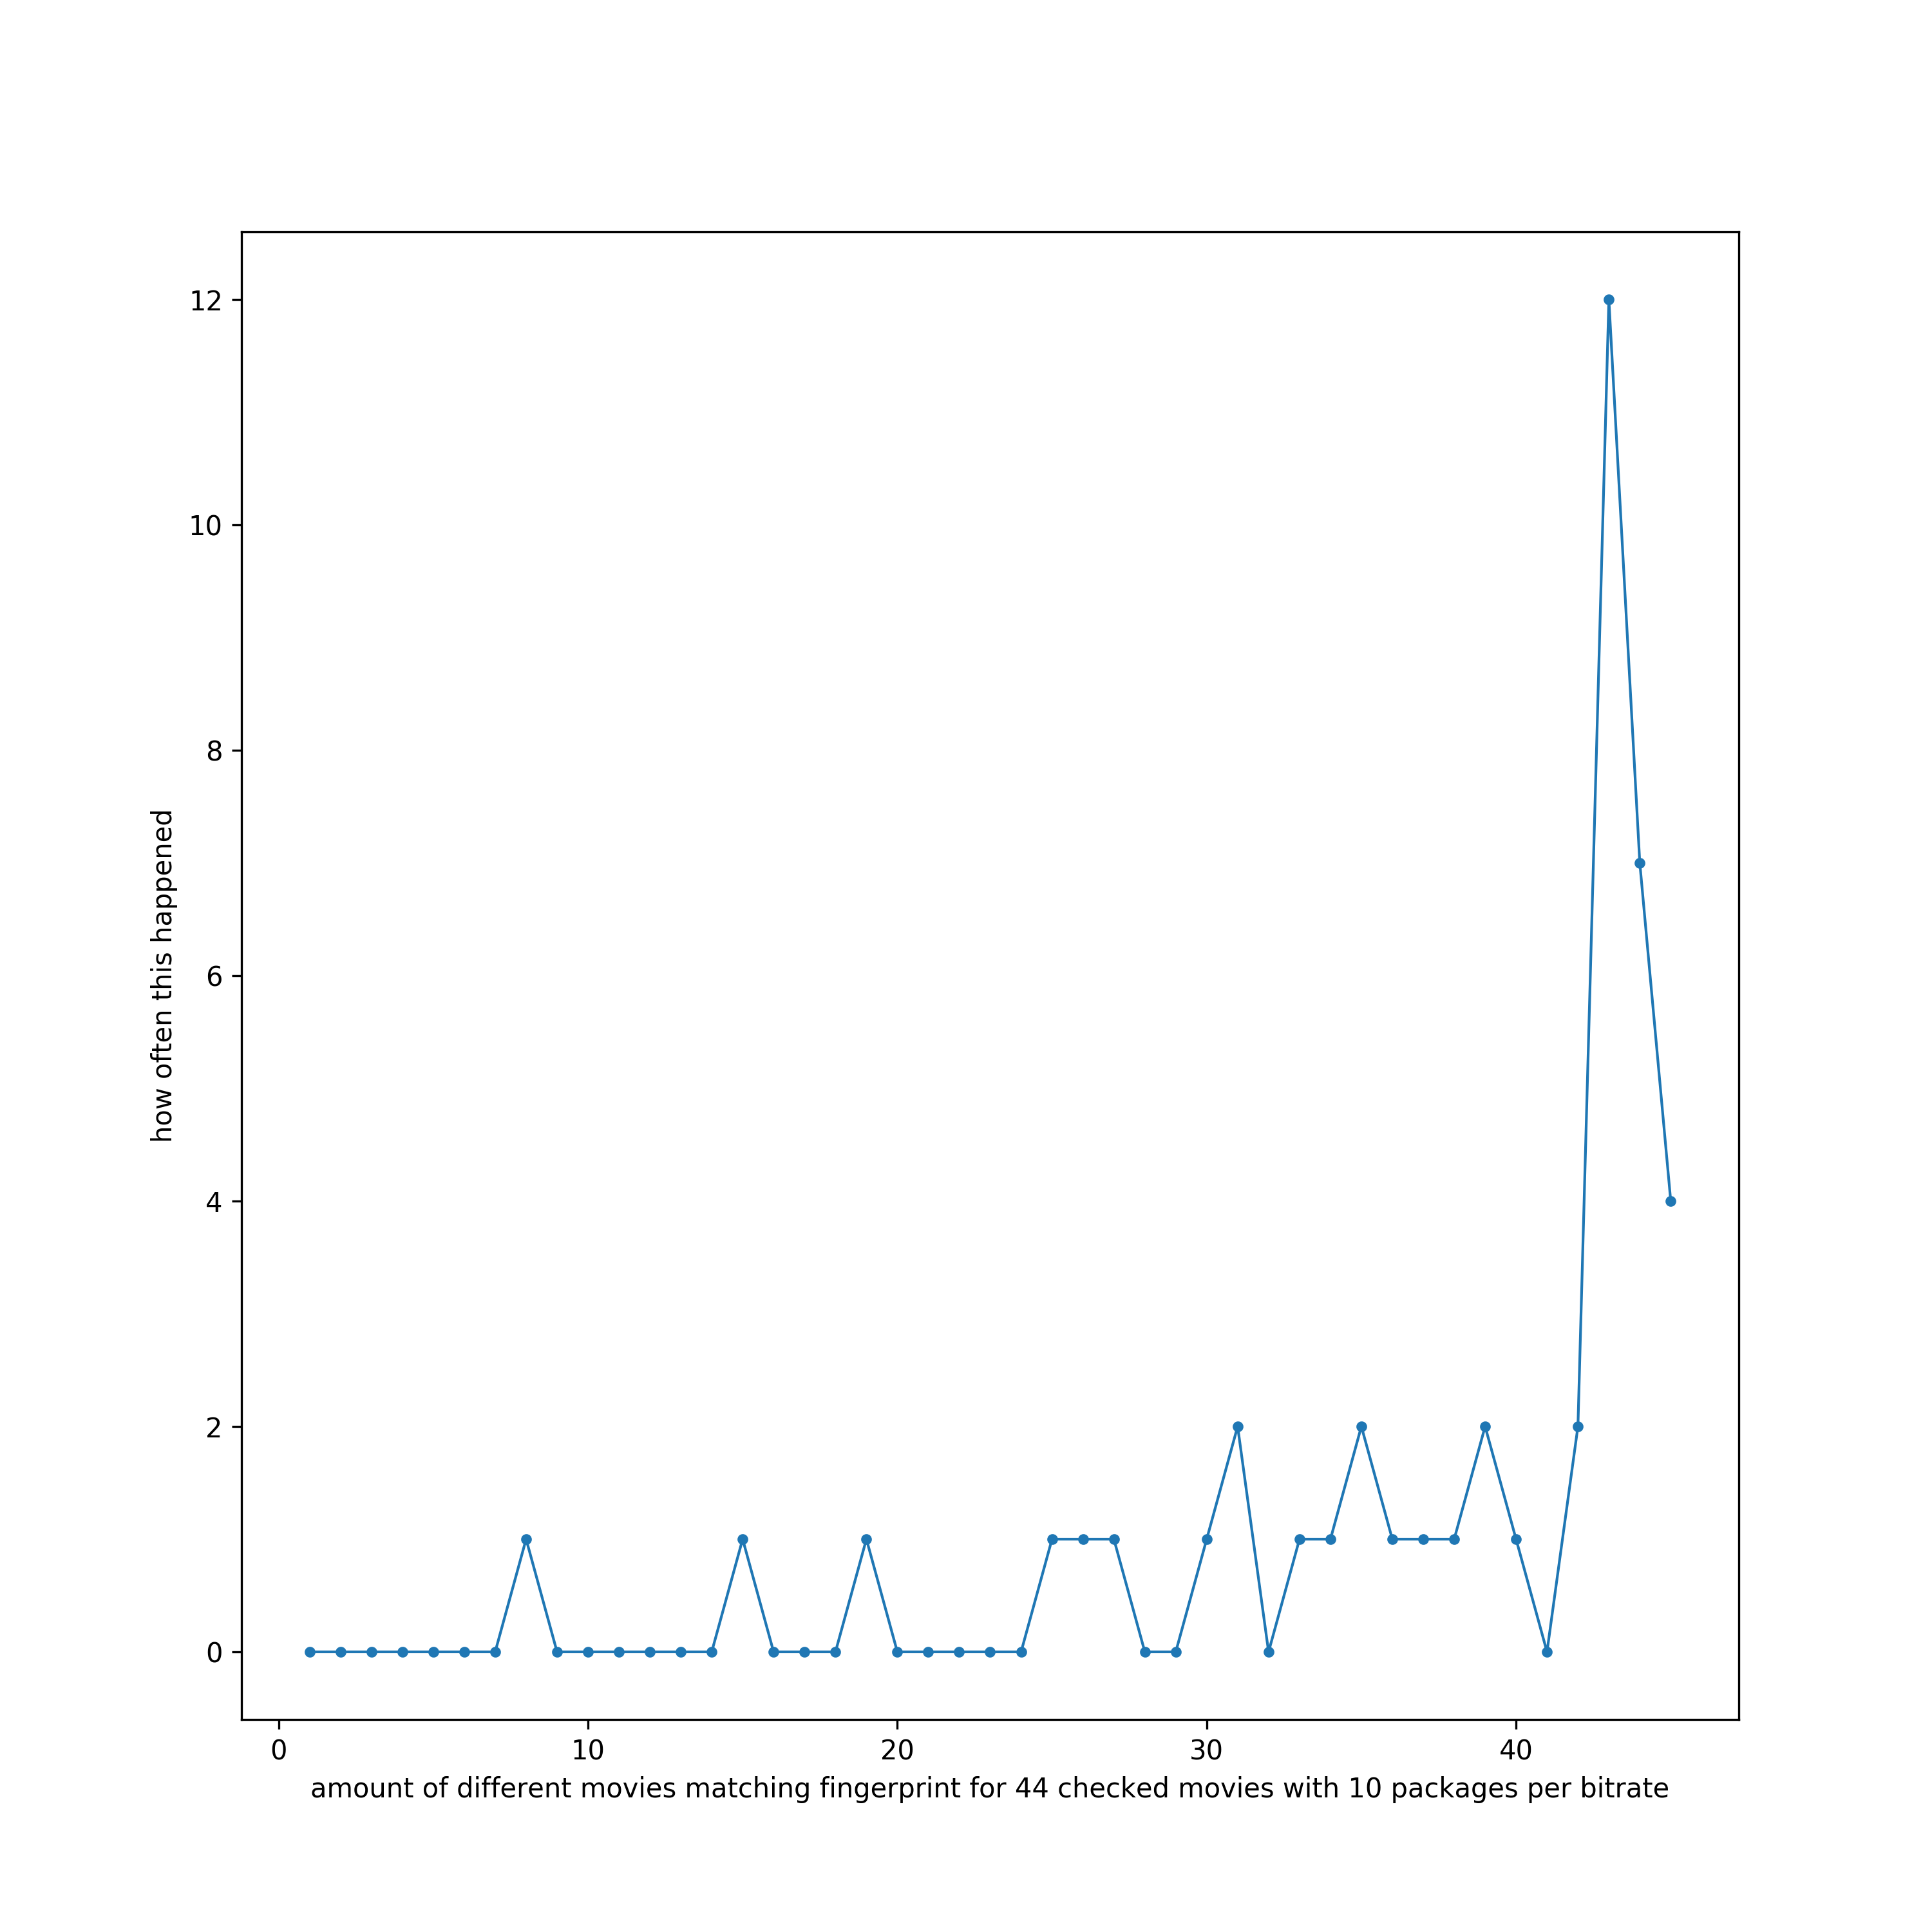 12
10
8
6
4
2
0
how often this happened
0 10 20 30 40
amount of different movies matching fingerprint for 44 checked movies with 10 packages per bitrate